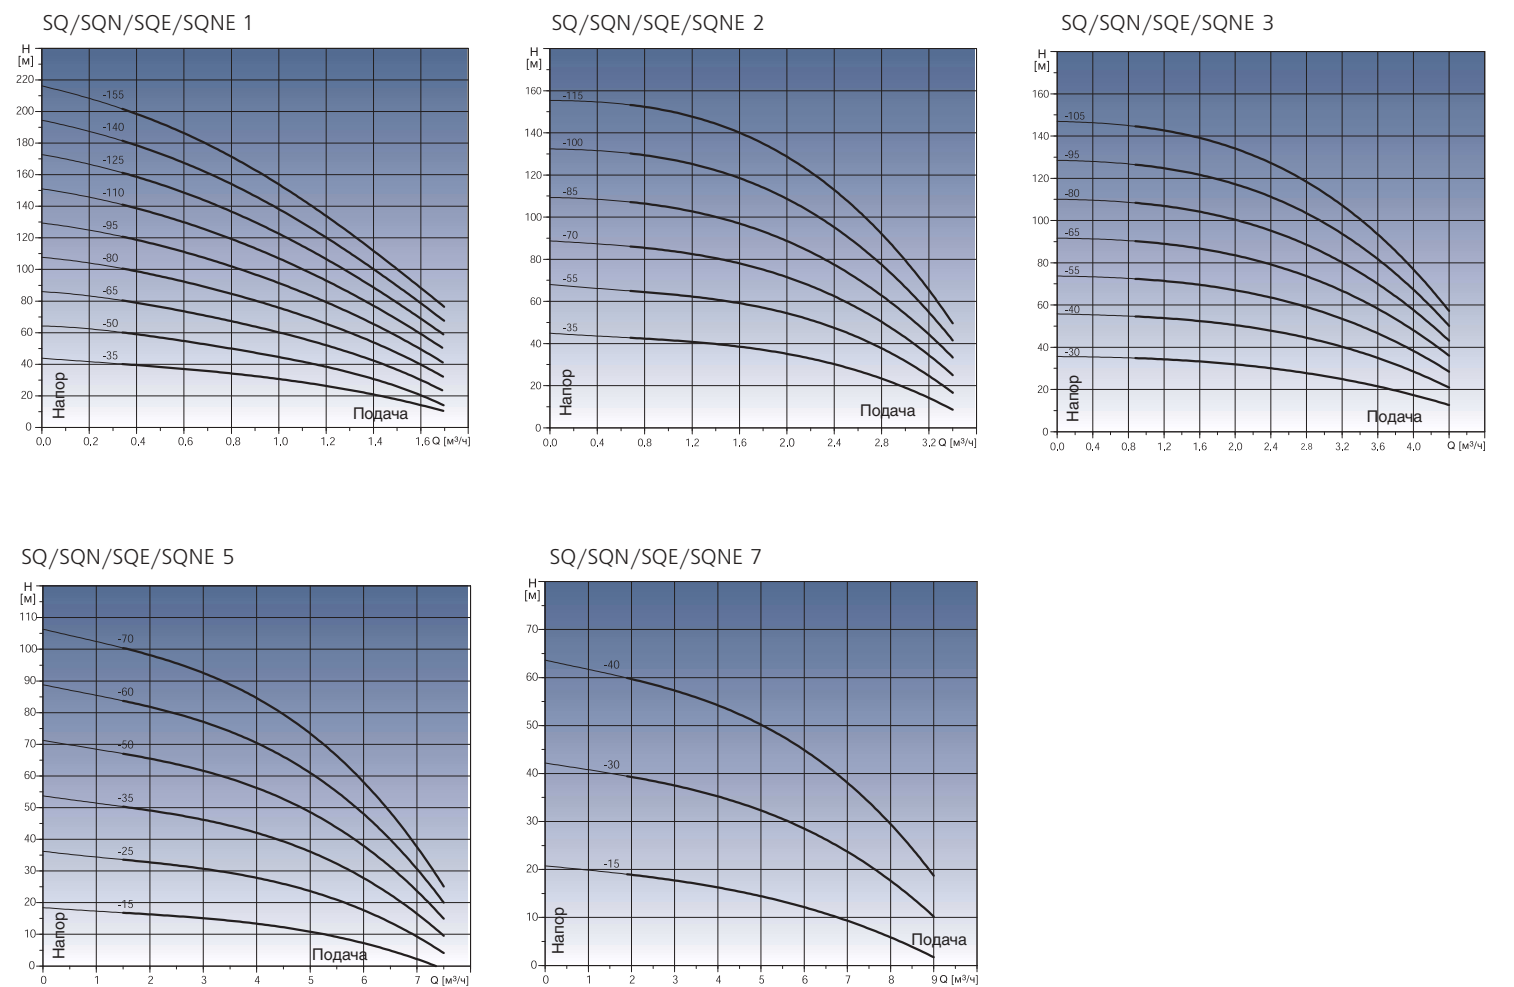 SQ/SQN/SQE/SQNE 1
H
[м]
220
200
180
160
140
120
100
80
60
40
20
0
-155
-140
-125
-110
-95
-80
-65
-50
-35
Напор
Подача
0,0 0,2 0,4 0,6 0,8 1,0 1,2 1,4 1,6 Q [м³/ч]
SQ/SQN/SQE/SQNE 2
H
[м]
160
140
120
100
80
60
40
20
0
-115
-100
-85
-70
-55
-35
Напор
Подача
0,0 0,4 0,8 1,2 1,6 2,0 2,4 2,8 3,2 Q [м³/ч]
SQ/SQN/SQE/SQNE 3
H
[м]
160
140
120
100
80
60
40
20
0
-105
-95
-80
-65
-55
-40
-30
Напор
Подача
0,0 0,4 0,8 1,2 1,6 2,0 2,4 2,8 3,2 3,6 4,0 Q [м³/ч]
SQ/SQN/SQE/SQNE 5
H
[м]
110
100
90
80
70
60
50
40
30
20
10
0
-70
-60
-50
-35
-25
-15
Напор
Подача
0 1 2 3 4 5 6 7 Q [м³/ч]
SQ/SQN/SQE/SQNE 7
H
[м]
70
60
50
40
30
20
10
0
-40
-30
-15
Напор
Подача
0 1 2 3 4 5 6 7 8 9 Q [м³/ч]